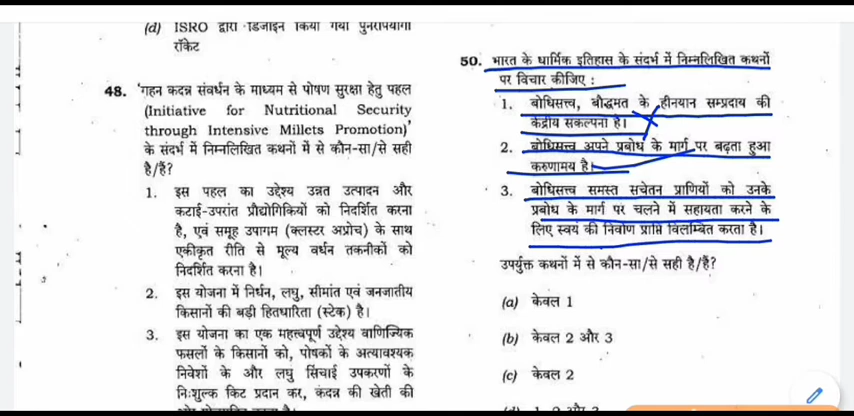 (d) ISRO द्वारा डिजाइन किया गया पुनरुपयोगी
रॉकेट
48. 'गहन कदन्न संवर्धन के माध्यम से पोषण सुरक्षा हेतु पहल
(Initiative for Nutritional Security
through Intensive Millets Promotion)'
के संदर्भ में निम्नलिखित कथनों में से कौन-सा/से सही
है/हैं?
1. इस पहल का उद्देश्य उन्नत उत्पादन और
कटाई-उपरांत प्रौद्योगिकियों को निदर्शित करना
है, एवं समूह उपागम (क्लस्टर अप्रोच) के साथ
एकीकृत रीति से मूल्य वर्धन तकनीकों को
निदर्शित करना है।
2. इस योजना में निर्धन, लघु, सीमांत एवं जनजातीय
किसानों की बड़ी हितधारिता (स्टेक) है।
3. इस योजना का एक महत्त्वपूर्ण उद्देश्य वाणिज्यिक
फसलों के किसानों को, पोषकों के अत्यावश्यक
निवेशों के और लघु सिंचाई उपकरणों के
निःशुल्क किट प्रदान कर, कदन्न की खेती की
50. भारत के धार्मिक इतिहास के संदर्भ में निम्नलिखित कथनों
पर विचार कीजिए :
1. बोधिसत्त्व, बौद्धमत के हीनयान सम्प्रदाय की
केंद्रीय संकल्पना है।
2. बोधिसत्त्व अपने प्रबोध के मार्ग पर बढ़ता हुआ
करुणामय है।
3. बोधिसत्त्व समस्त सचेतन प्राणियों को उनके
प्रबोध के मार्ग पर चलने में सहायता करने के
लिए स्वयं की निर्वाण प्राप्ति विलम्बित करता है।
उपर्युक्त कथनों में से कौन-सा/से सही है/हैं?
(a) केवल 1
(b) केवल 2 और 3
(c) केवल 2
(d) 1, 2 और 3